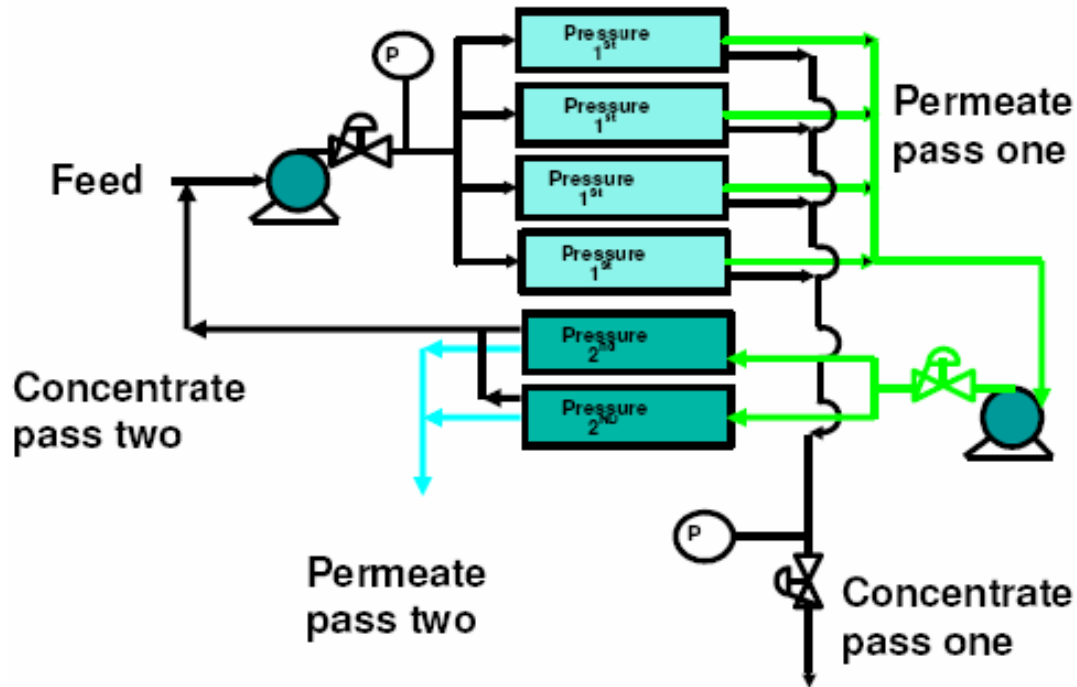 P
Pressure
1st
Pressure
1st
Pressure
1st
Pressure
1st
Permeate
pass one
Feed
Pressure
2nd
Pressure
2ND
Concentrate
pass two
P
Permeate
pass two
Concentrate
pass one